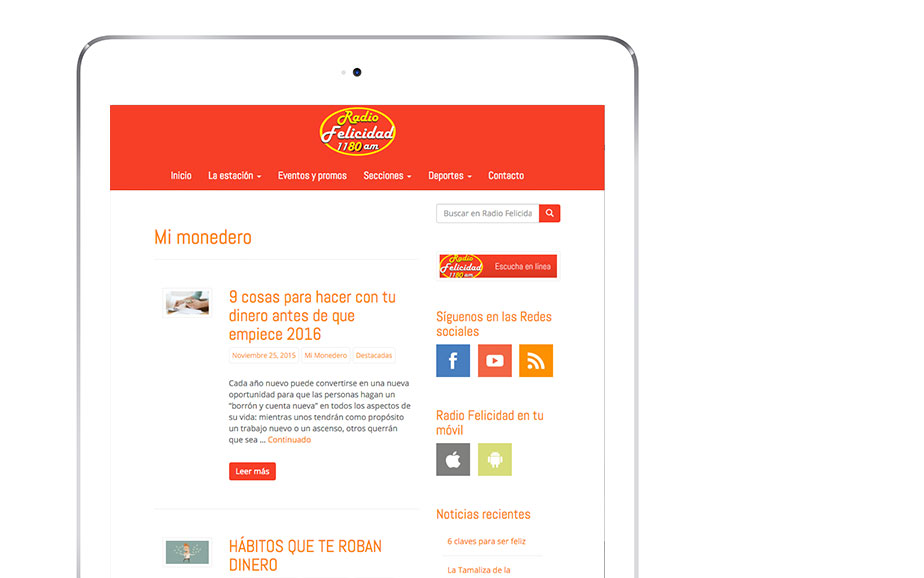 Radio
Felicidad
1180 am
Inicio La estación Eventos y promos Secciones Deportes Contacto
Buscar en Radio Felicida
Mi monedero
Radio
Felicidad
1180 am
Escucha en línea
9 cosas para hacer con tu
dinero antes de que
empiece 2016
Noviembre 25, 2015 Mi Monedero Destacadas
Cada año nuevo puede convertirse en una nueva
oportunidad para que las personas hagan un
“borrón y cuenta nueva” en todos los aspectos de
su vida: mientras unos tendrán como propósito
un trabajo nuevo o un ascenso, otros querrán
que sea ... Continuado
Leer más
Síguenos en las Redes
sociales
f
Radio Felicidad en tu
móvil
Noticias recientes
6 claves para ser feliz
La Tamaliza de la
HÁBITOS QUE TE ROBAN
DINERO